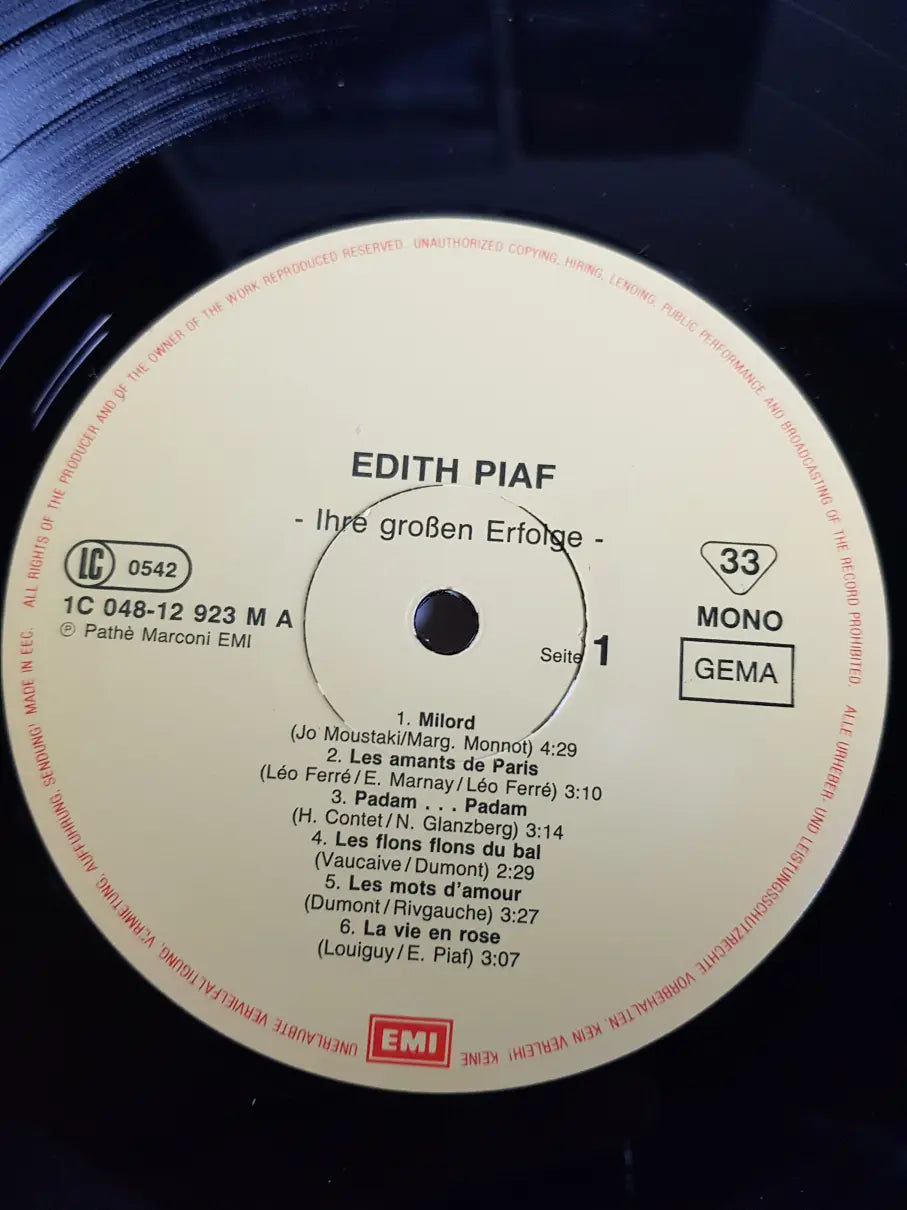 ALL RIGHTS OF THE PRODUCER AND OF THE OWNER OF THE WORK REPRODUCED RESERVED. UNAUTHORIZED COPYING, HIRING, LENDING, PUBLIC PERFORMANCE AND BROADCASTING OF THE RECORD PROHIBITED.
ALLE URHEBER- UND LEISTUNGSSCHUTZRECHTE VORBEHALTEN. KEIN VERLEIH! KEINE
UNERLAUBTE VERVIELFÄLTIGUNG, VERMIETUNG, AUFFÜHRUNG, SENDUNG! MADE IN EEC.
EDITH PIAF
- Ihre großen Erfolge -
LC 0542
1C 048-12 923 M A
℗ Pathè Marconi EMI
33
MONO
GEMA
Seite 1
1. Milord
(Jo Moustaki/Marg. Monnot) 4:29
2. Les amants de Paris
(Léo Ferré/E. Marnay/Léo Ferré) 3:10
3. Padam . . . Padam
(H. Contet/N. Glanzberg) 3:14
4. Les flons flons du bal
(Vaucaive/Dumont) 2:29
5. Les mots d'amour
(Dumont/Rivgauche) 3:27
6. La vie en rose
(Louiguy/E. Piaf) 3:07
EMI